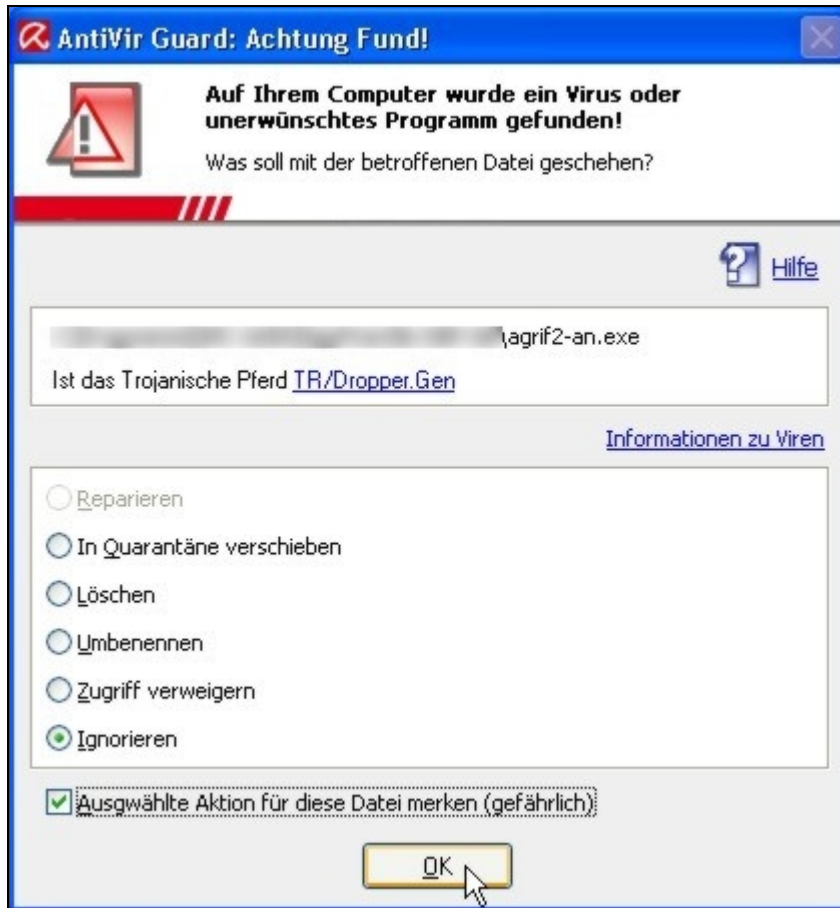 AntiVir Guard: Achtung Fund!
Auf Ihrem Computer wurde ein Virus oder
unerwünschtes Programm gefunden!
Was soll mit der betroffenen Datei geschehen?
Hilfe
\agrif2-an.exe
Ist das Trojanische Pferd TR/Dropper.Gen
Informationen zu Viren
Reparieren
In Quarantäne verschieben
Löschen
Umbenennen
Zugriff verweigern
Ignorieren
Ausgwählte Aktion für diese Datei merken (gefährlich)
OK